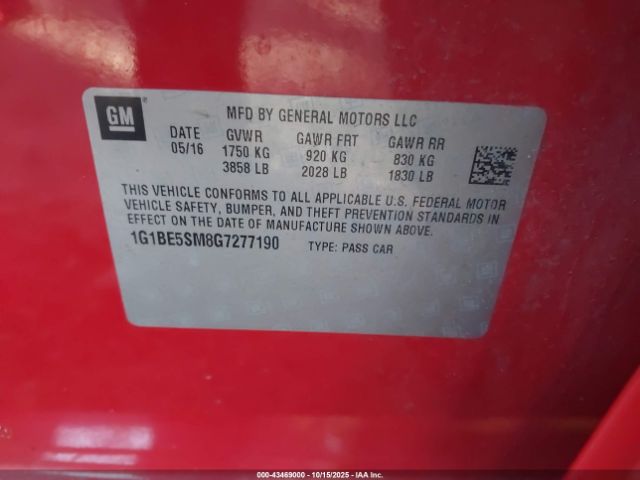 GM
MFD BY GENERAL MOTORS LLC
DATE GVWR GAWR FRT GAWR RR
05/16 1750 KG 920 KG 830 KG
3858 LB 2028 LB 1830 LB
THIS VEHICLE CONFORMS TO ALL APPLICABLE U.S. FEDERAL MOTOR
VEHICLE SAFETY, BUMPER, AND THEFT PREVENTION STANDARDS IN
EFFECT ON THE DATE OF MANUFACTURE SHOWN ABOVE.
1G1BE5SM8G7277190 TYPE: PASS CAR
000-43469000 - 10/15/2025 - IAAI.COM